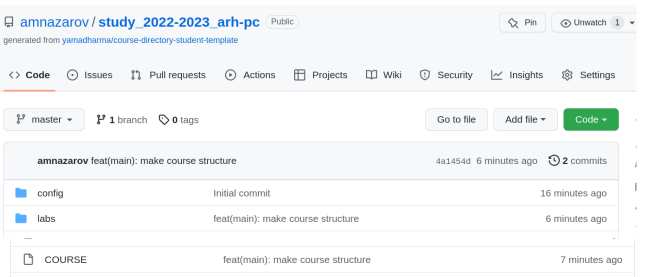 amnazarov / study_2022-2023_arh-pc Public Pin Unwatch 1
generated from yamadharma/course-directory-student-template
<> Code Issues Pull requests Actions Projects Wiki Security Insights Settings
master 1 branch 0 tags Go to file Add file Code
amnazarov feat(main): make course structure 4a1454d 6 minutes ago 2 commits
config Initial commit 16 minutes ago
labs feat(main): make course structure 6 minutes ago
COURSE feat(main): make course structure 7 minutes ago